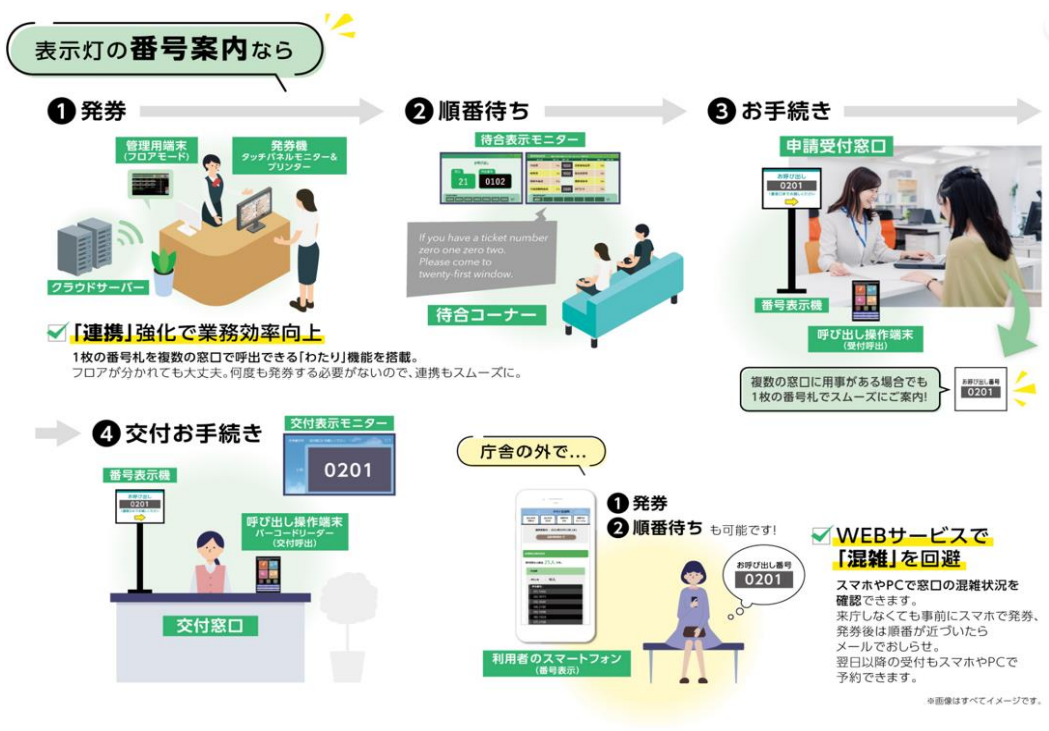 表示灯の番号案内なら
1 発券
管理用端末
(フロアモード)
発券機
タッチパネルモニター&
プリンター
クラウドサーバー
2 順番待ち
待合表示モニター
21
0102
If you have a ticket number
zero one zero two.
Please come to
twenty-first window.
待合コーナー
3 お手続き
申請受付窓口
お呼び出し
0201
番号表示機
呼び出し操作端末
(受付呼出)
複数の窓口に用事がある場合でも
1枚の番号札でスムーズにご案内!
お呼び出し番号
0201
「連携」強化で業務効率向上
1枚の番号札を複数の窓口で呼出できる「わたり」機能を搭載。
フロアが分かれても大丈夫。何度も発券する必要がないので、連携もスムーズに。
4 交付お手続き
交付表示モニター
0201
番号表示機
お呼び出し
0201
呼び出し操作端末
バーコードリーダー
(交付呼出)
交付窓口
庁舎の外で...
1 発券
2 順番待ち も可能です!
お呼び出し番号
0201
利用者のスマートフォン
(番号表示)
WEBサービスで
「混雑」を回避
スマホやPCで窓口の混雑状況を
確認できます。
来庁しなくても事前にスマホで発券、
発券後は順番が近づいたら
メールでおしらせ。
翌日以降の受付もスマホやPCで
予約できます。
※画像はすべてイメージです。